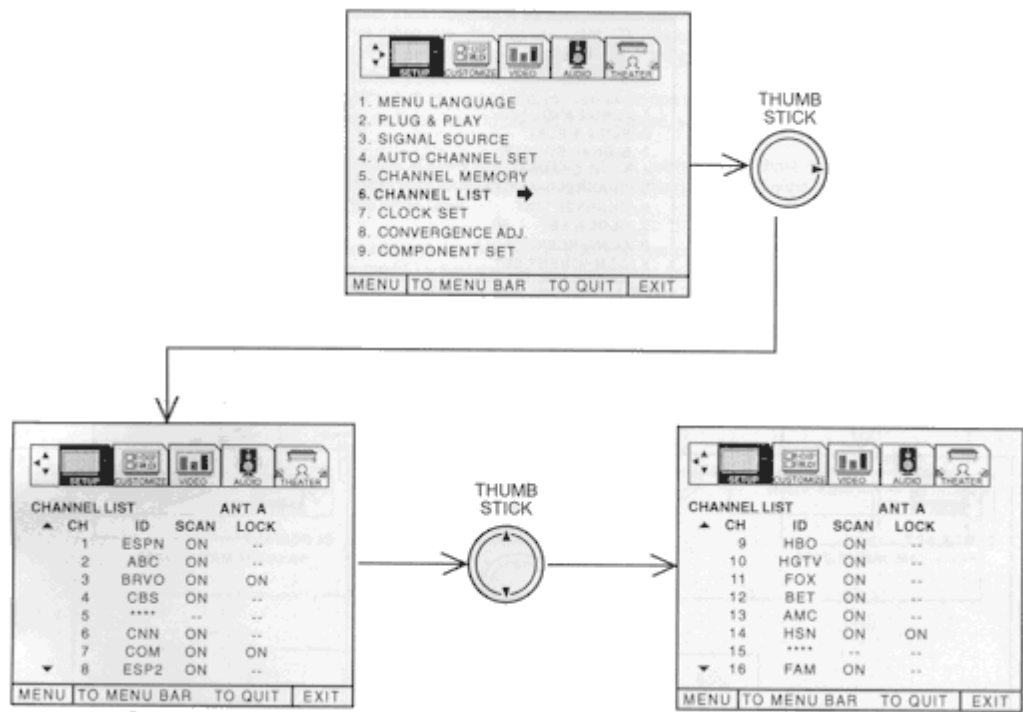 SETUP CUSTOMIZE VIDEO AUDIO THEATER
1. MENU LANGUAGE
2. PLUG & PLAY
3. SIGNAL SOURCE
4. AUTO CHANNEL SET
5. CHANNEL MEMORY
6. CHANNEL LIST
7. CLOCK SET
8. CONVERGENCE ADJ.
9. COMPONENT SET
MENU TO MENU BAR TO QUIT EXIT
THUMB
STICK
SETUP CUSTOMIZE VIDEO AUDIO THEATER
CHANNEL LIST ANT A
CH ID SCAN LOCK
1 ESPN ON --
2 ABC ON --
3 BRVO ON ON
4 CBS ON --
5 **** -- --
6 CNN ON --
7 COM ON ON
8 ESP2 ON --
MENU TO MENU BAR TO QUIT EXIT
THUMB
STICK
SETUP CUSTOMIZE VIDEO AUDIO THEATER
CHANNEL LIST ANT A
CH ID SCAN LOCK
9 HBO ON --
10 HGTV ON --
11 FOX ON --
12 BET ON --
13 AMC ON --
14 HSN ON ON
15 **** -- --
16 FAM ON --
MENU TO MENU BAR TO QUIT EXIT